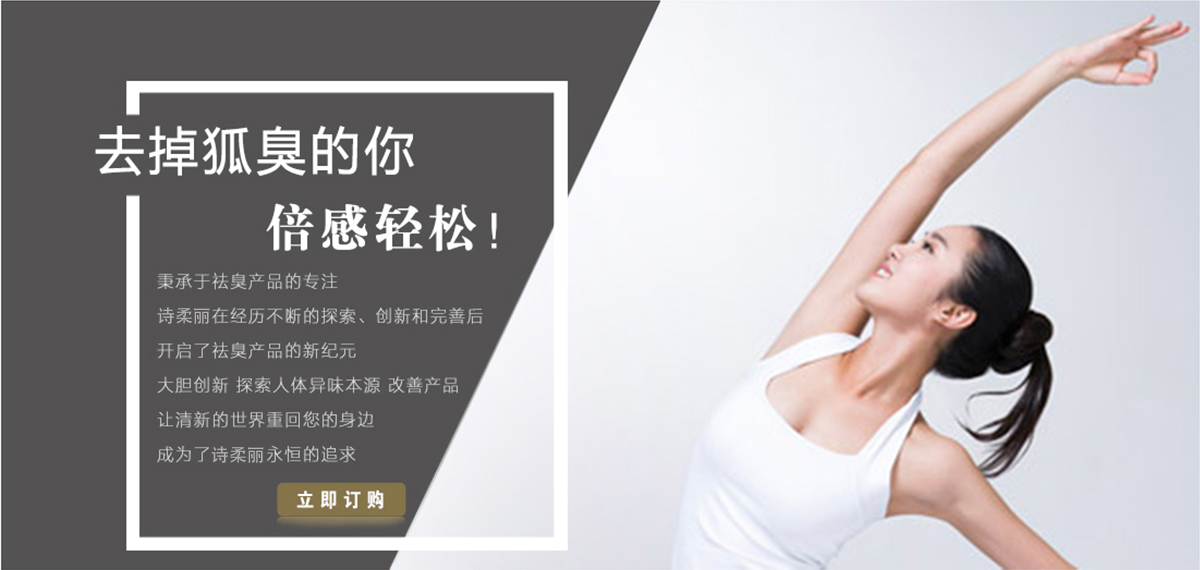 去掉狐臭的你
倍感轻松!
秉承于祛臭产品的专注
诗柔丽在经历不断的探索、创新和完善后
开启了祛臭产品的新纪元
大胆创新 探索人体异味本源 改善产品
让清新的世界重回您的身边
成为了诗柔丽永恒的追求
立即订购